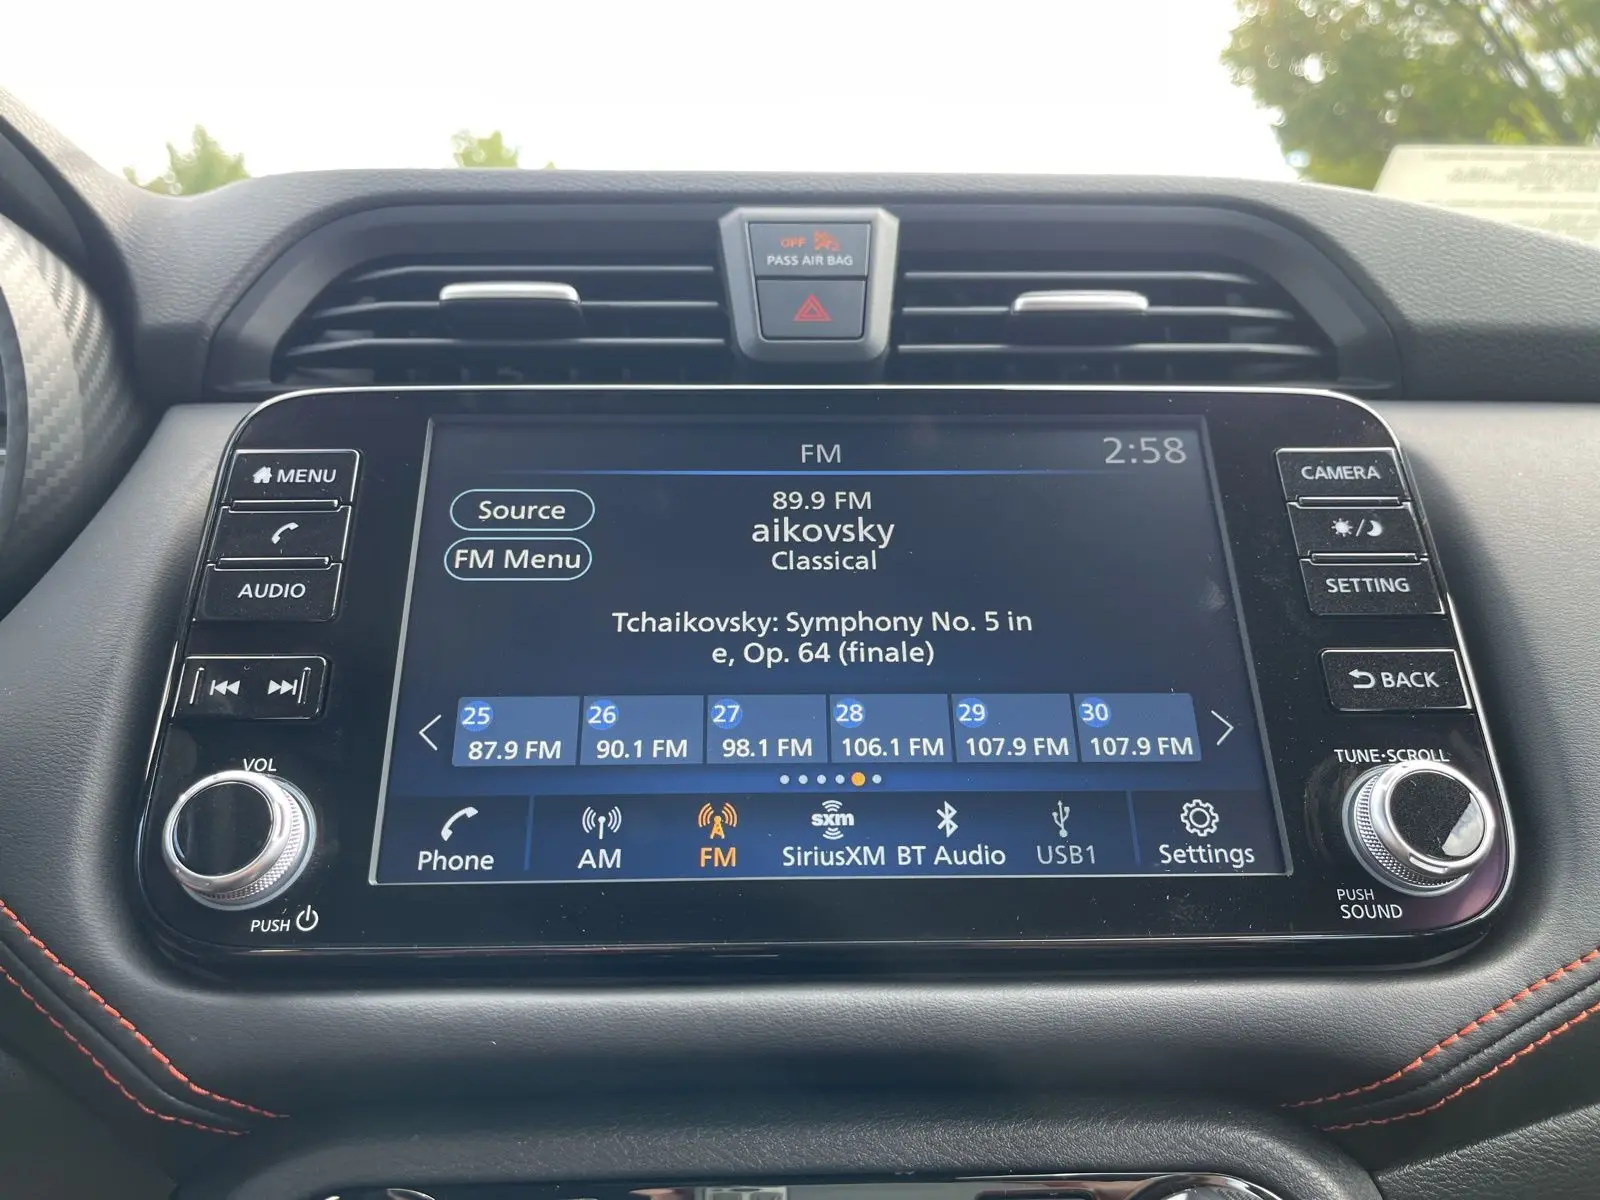 OFF
PASS AIR BAG
MENU
AUDIO
VOL
PUSH
FM
2:58
Source
FM Menu
89.9 FM
aikovsky
Classical
Tchaikovsky: Symphony No. 5 in
e, Op. 64 (finale)
25 87.9 FM
26 90.1 FM
27 98.1 FM
28 106.1 FM
29 107.9 FM
30 107.9 FM
Phone
AM
FM
sxm
SiriusXM
BT Audio
USB1
Settings
CAMERA
SETTING
BACK
TUNE·SCROLL
PUSH
SOUND